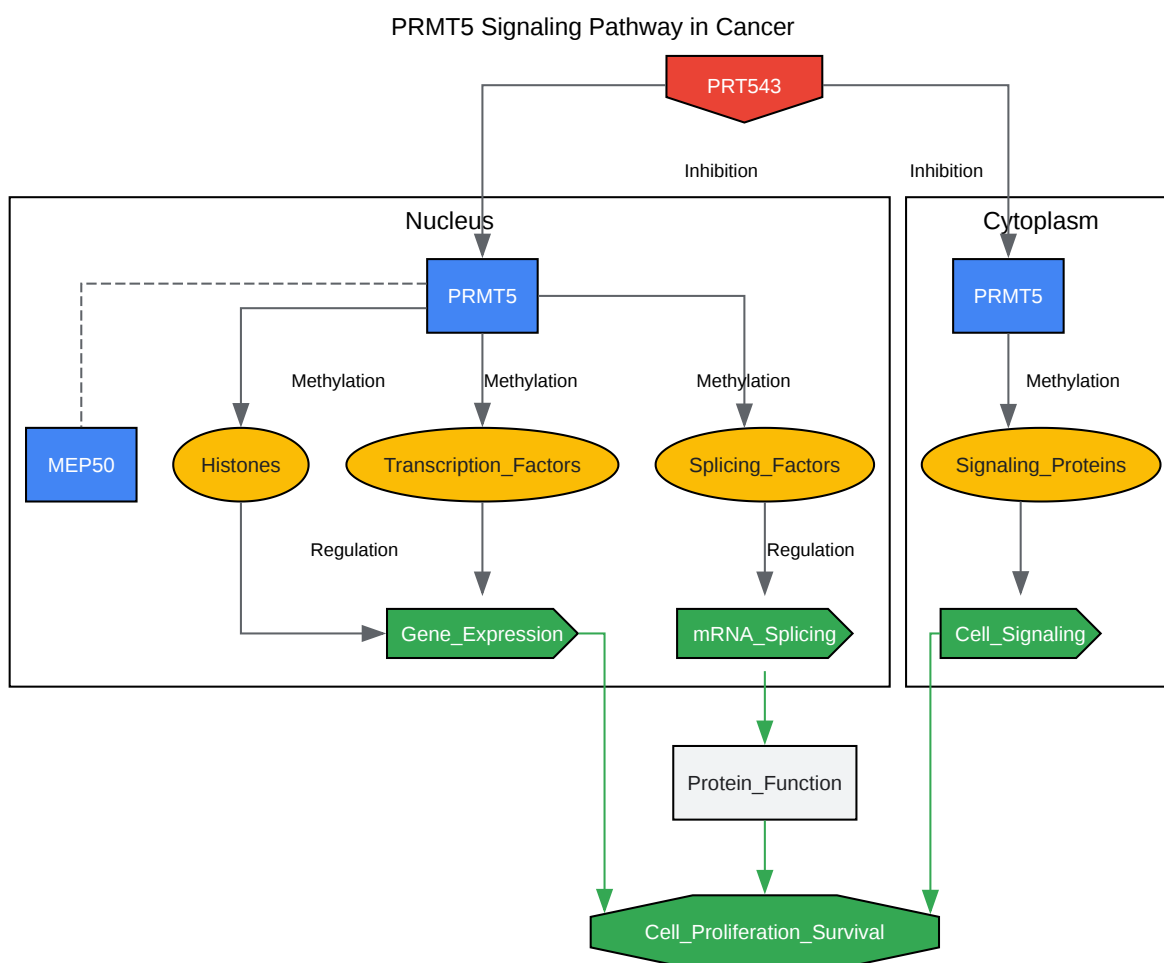 PRMT5 Signaling Pathway in Cancer
PRT543
Inhibition
Inhibition
Nucleus
Cytoplasm
PRMT5
PRMT5
Methylation
Methylation
Methylation
Methylation
MEP50
Histones
Transcription_Factors
Splicing_Factors
Signaling_Proteins
Regulation
Regulation
Gene_Expression
mRNA_Splicing
Cell_Signaling
Protein_Function
Cell_Proliferation_Survival